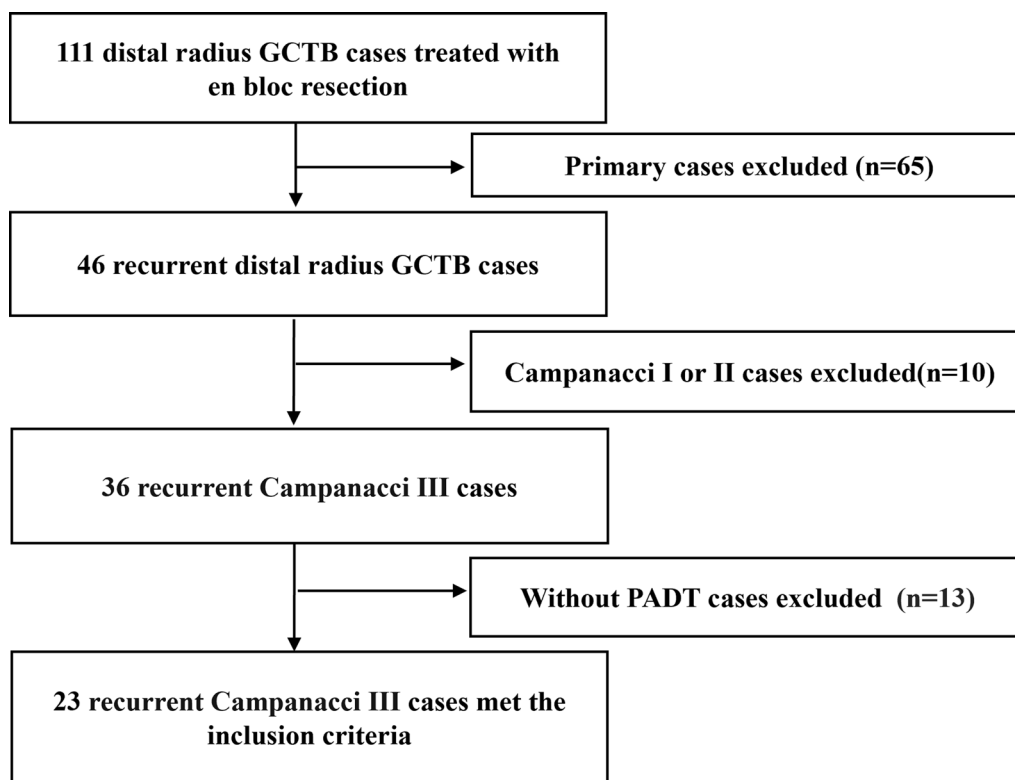 111 distal radius GCTB cases treated with
en bloc resection
Primary cases excluded (n=65)
46 recurrent distal radius GCTB cases
Campanacci I or II cases excluded(n=10)
36 recurrent Campanacci III cases
Without PADT cases excluded (n=13)
23 recurrent Campanacci III cases met the
inclusion criteria